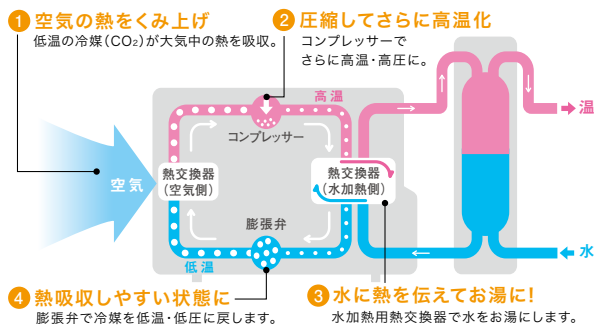 1 空気の熱をくみ上げ
低温の冷媒(CO₂)が大気中の熱を吸収。
2 圧縮してさらに高温化
コンプレッサーで
さらに高温・高圧に。
高温
コンプレッサー
温
空気
熱交換器
(空気側)
熱交換器
(水加熱側)
膨張弁
低温
水
4 熱吸収しやすい状態に
膨張弁で冷媒を低温・低圧に戻します。
3 水に熱を伝えてお湯に!
水加熱用熱交換器で水をお湯にします。